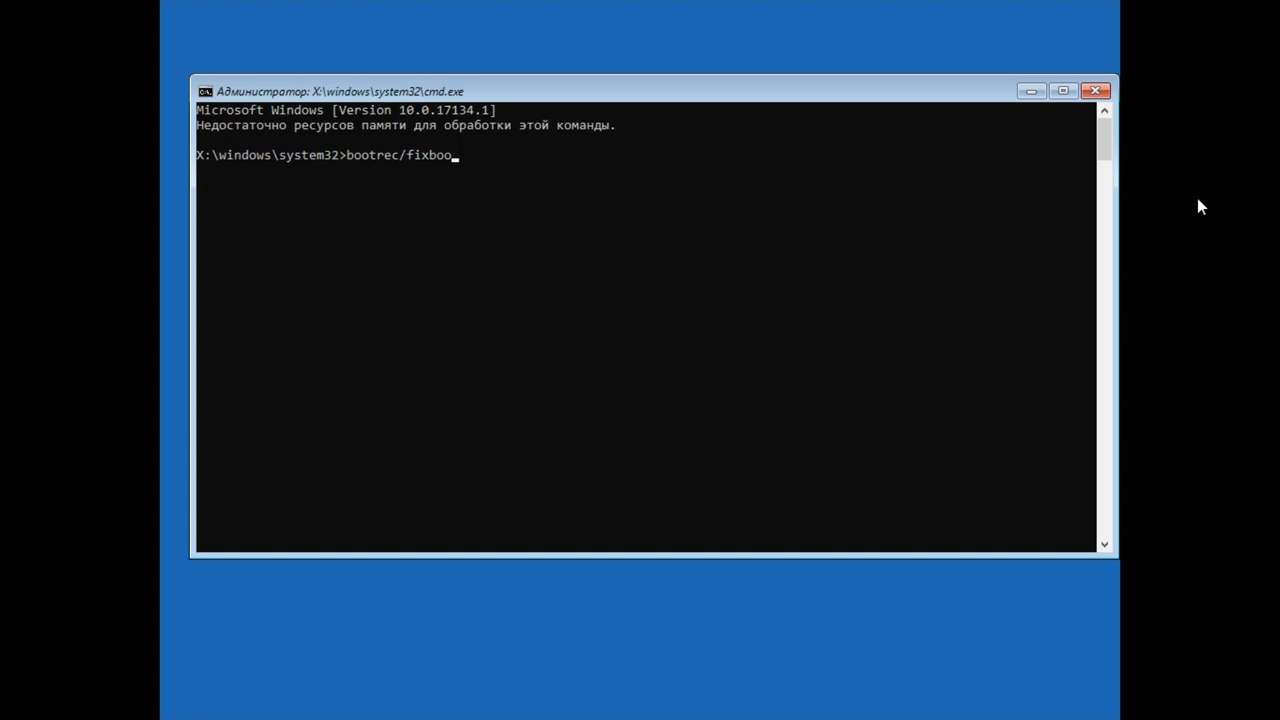 Администратор: X:\windows\system32\cmd.exe
Microsoft Windows [Version 10.0.17134.1]
Недостаточно ресурсов памяти для обработки этой команды.
X:\windows\system32>bootrec/fixboo